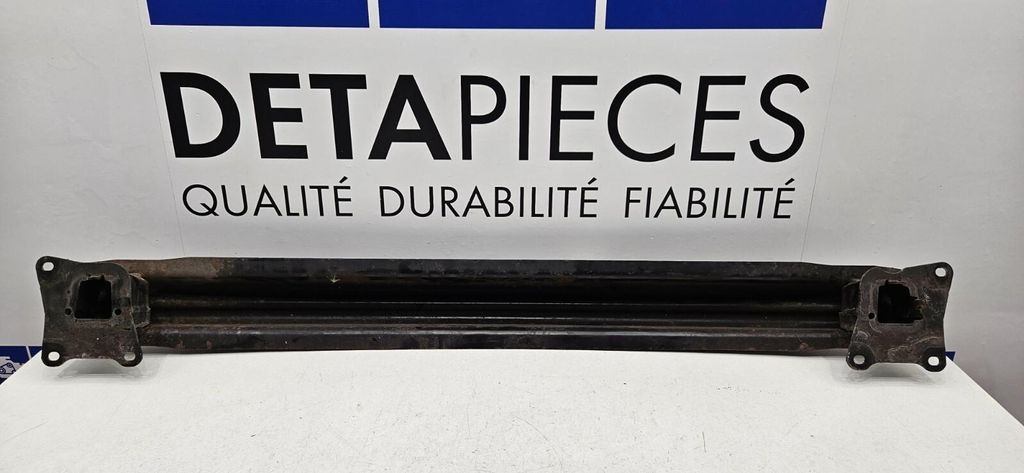 DETAPIECES
QUALITÉ DURABILITÉ FIABILITÉ